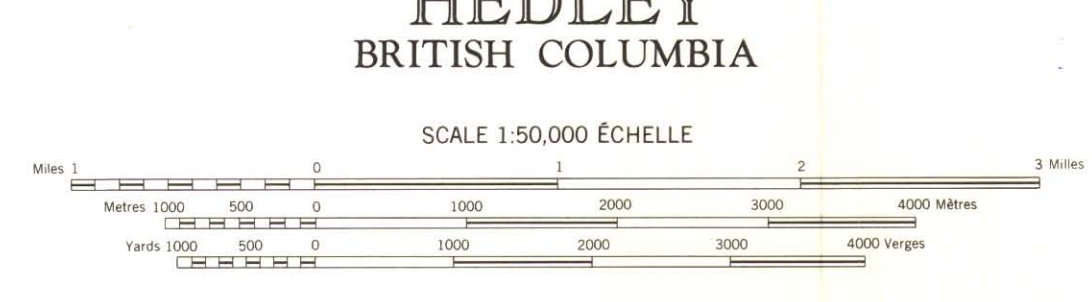 HEDLEY
BRITISH COLUMBIA
SCALE 1:50,000 ÉCHELLE
Miles 1 0 1 2 3 Milles
Metres 1000 500 0 1000 2000 3000 4000 Mètres
Yards 1000 500 0 1000 2000 3000 4000 Verges